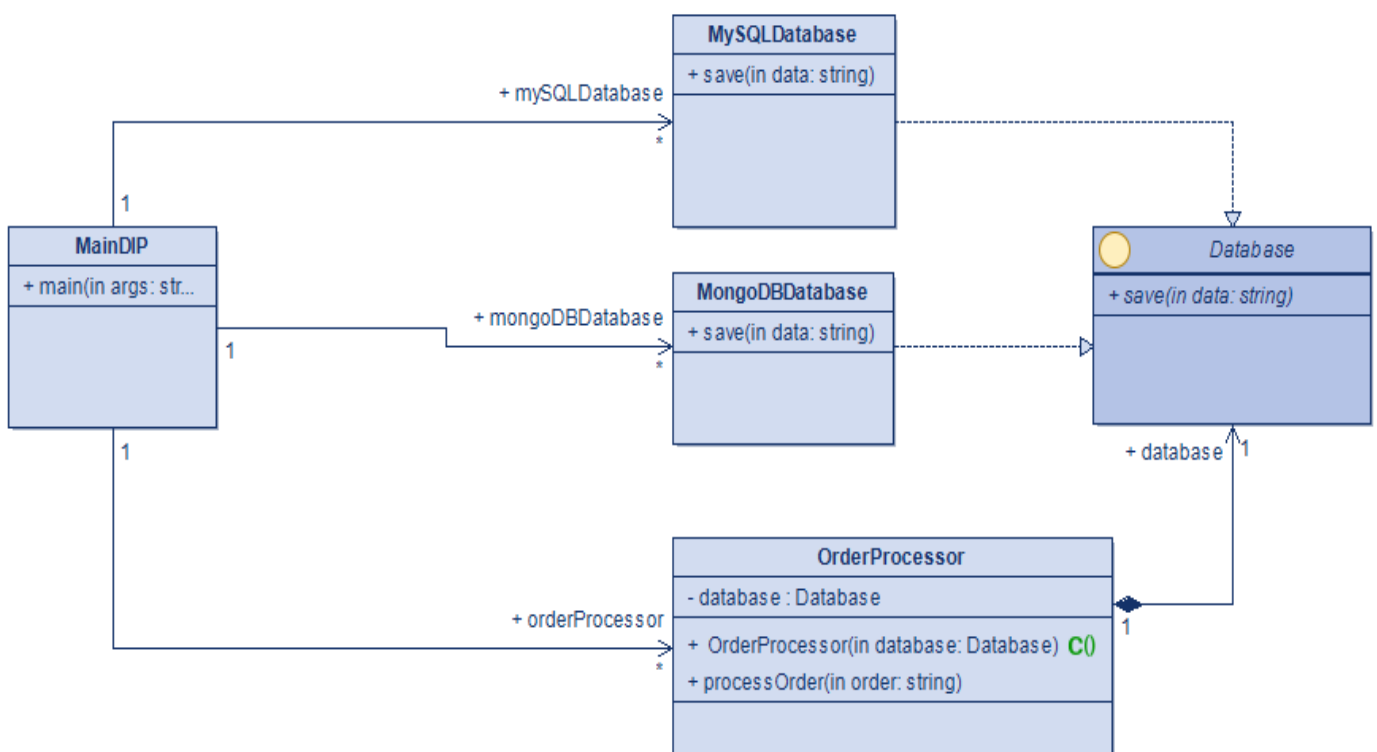 MySQLDatabase
+ save(in data: string)
+ mySQLDatabase
*
1
MainDIP
+ main(in args: str...
1
1
MongoDBDatabase
+ save(in data: string)
+ mongoDBDatabase
*
Database
+ save(in data: string)
+ database
1
OrderProcessor
- database : Database
+ OrderProcessor(in database: Database) C()
+ processOrder(in order: string)
1
+ orderProcessor
*